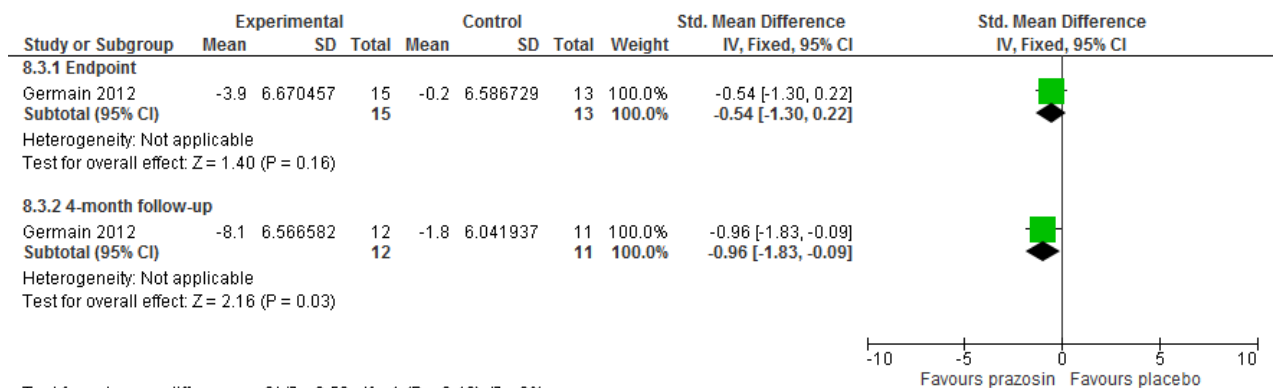 Experimental Control Std. Mean Difference Std. Mean Difference
Study or Subgroup Mean SD Total Mean SD Total Weight IV, Fixed, 95% CI IV, Fixed, 95% CI
8.3.1 Endpoint
Germain 2012 -3.9 6.670457 15 -0.2 6.586729 13 100.0% -0.54 [-1.30, 0.22]
Subtotal (95% CI) 15 13 100.0% -0.54 [-1.30, 0.22]
Heterogeneity: Not applicable
Test for overall effect: Z = 1.40 (P = 0.16)
8.3.2 4-month follow-up
Germain 2012 -8.1 6.566582 12 -1.8 6.041937 11 100.0% -0.96 [-1.83, -0.09]
Subtotal (95% CI) 12 11 100.0% -0.96 [-1.83, -0.09]
Heterogeneity: Not applicable
Test for overall effect: Z = 2.16 (P = 0.03)
-10 -5 0 5 10
Favours prazosin Favours placebo